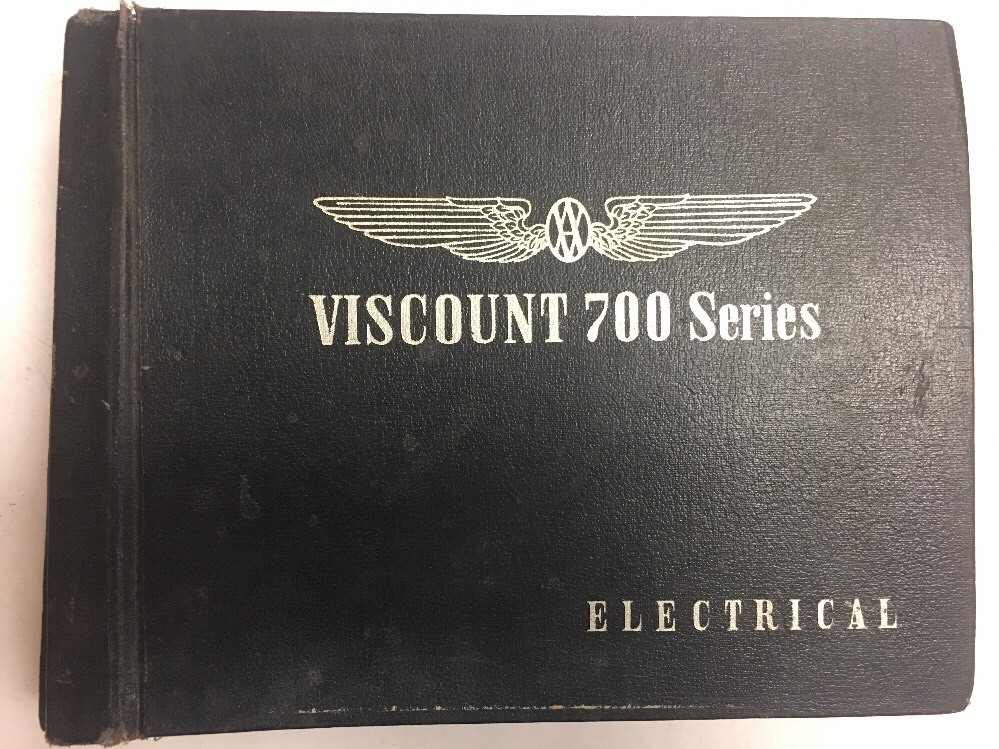 VISCOUNT 700 Series
ELECTRICAL